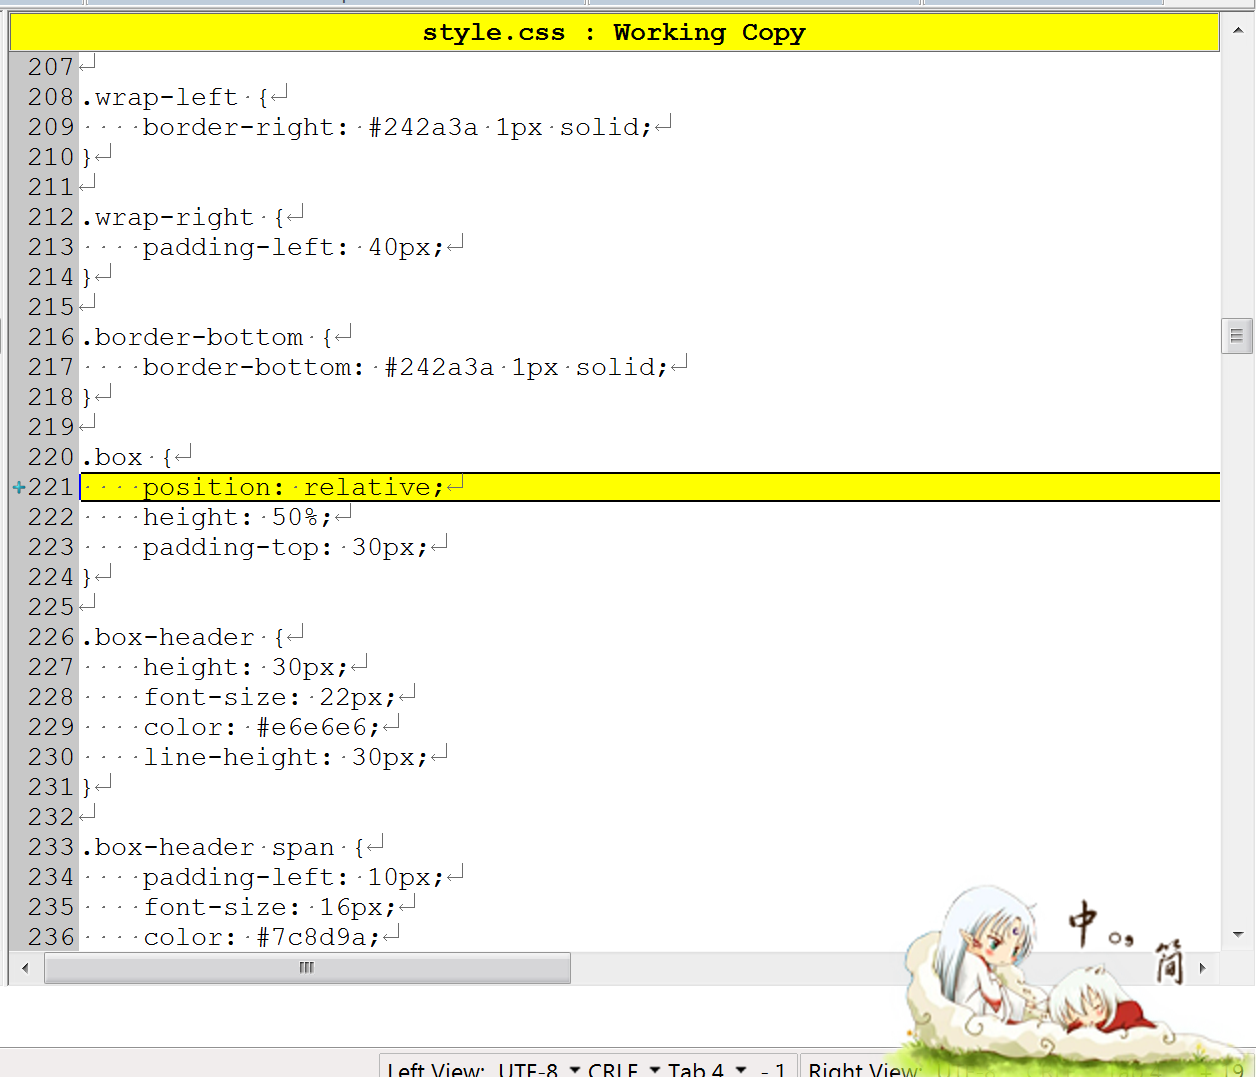 style.css : Working Copy
207
208 .wrap-left {
209     border-right: #242a3a 1px solid;
210 }
211
212 .wrap-right {
213     padding-left: 40px;
214 }
215
216 .border-bottom {
217     border-bottom: #242a3a 1px solid;
218 }
219
220 .box {
221     position: relative;
222     height: 50%;
223     padding-top: 30px;
224 }
225
226 .box-header {
227     height: 30px;
228     font-size: 22px;
229     color: #e6e6e6;
230     line-height: 30px;
231 }
232
233 .box-header span {
234     padding-left: 10px;
235     font-size: 16px;
236     color: #7c8d9a;
中 。, 简
Left View: UTF-8 CRLF Tab 4 - 1 Right View: